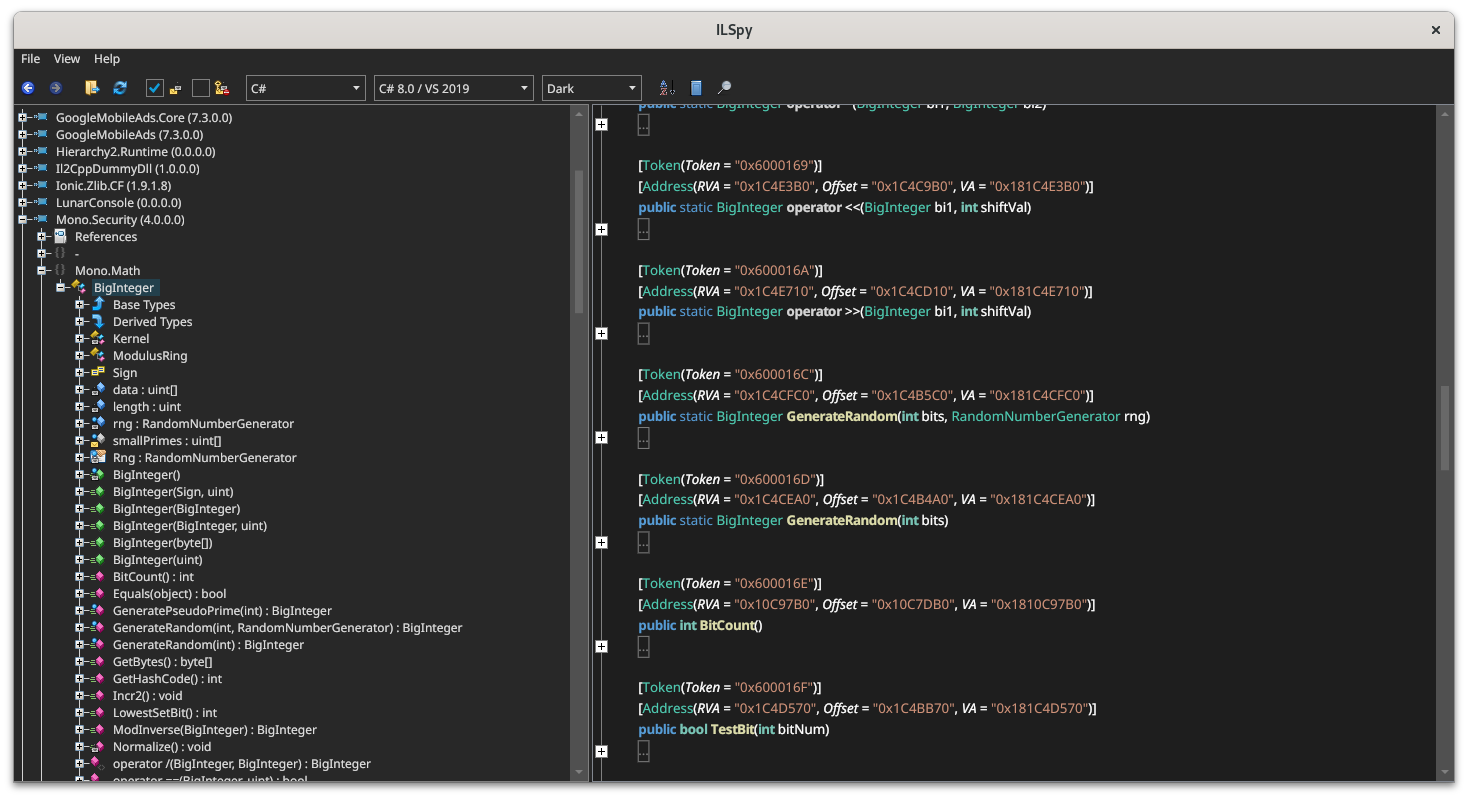 ILSpy
File View Help
C# C# 8.0 / VS 2019 Dark
GoogleMobileAds.Core (7.3.0.0)
GoogleMobileAds (7.3.0.0)
Hierarchy2.Runtime (0.0.0.0)
Il2CppDummyDll (1.0.0.0)
Ionic.Zlib.CF (1.9.1.8)
LunarConsole (0.0.0.0)
Mono.Security (4.0.0.0)
References
-
Mono.Math
BigInteger
Base Types
Derived Types
Kernel
ModulusRing
Sign
data : uint[]
length : uint
rng : RandomNumberGenerator
smallPrimes : uint[]
Rng : RandomNumberGenerator
BigInteger()
BigInteger(Sign, uint)
BigInteger(BigInteger)
BigInteger(BigInteger, uint)
BigInteger(byte[])
BigInteger(uint)
BitCount() : int
Equals(object) : bool
GeneratePseudoPrime(int) : BigInteger
GenerateRandom(int, RandomNumberGenerator) : BigInteger
GenerateRandom(int) : BigInteger
GetBytes() : byte[]
GetHashCode() : int
Incr2() : void
LowestSetBit() : int
ModInverse(BigInteger) : BigInteger
Normalize() : void
operator /(BigInteger, BigInteger) : BigInteger
operator ==(BigInteger, uint) : bool
public static BigInteger operator (BigInteger bi1, BigInteger bi2)
...
[Token(Token = "0x6000169")]
[Address(RVA = "0x1C4E3B0", Offset = "0x1C4C9B0", VA = "0x181C4E3B0")]
public static BigInteger operator <<(BigInteger bi1, int shiftVal)
...
[Token(Token = "0x600016A")]
[Address(RVA = "0x1C4E710", Offset = "0x1C4CD10", VA = "0x181C4E710")]
public static BigInteger operator >>(BigInteger bi1, int shiftVal)
...
[Token(Token = "0x600016C")]
[Address(RVA = "0x1C4CFC0", Offset = "0x1C4B5C0", VA = "0x181C4CFC0")]
public static BigInteger GenerateRandom(int bits, RandomNumberGenerator rng)
...
[Token(Token = "0x600016D")]
[Address(RVA = "0x1C4CEA0", Offset = "0x1C4B4A0", VA = "0x181C4CEA0")]
public static BigInteger GenerateRandom(int bits)
...
[Token(Token = "0x600016E")]
[Address(RVA = "0x10C97B0", Offset = "0x10C7DB0", VA = "0x1810C97B0")]
public int BitCount()
...
[Token(Token = "0x600016F")]
[Address(RVA = "0x1C4D570", Offset = "0x1C4BB70", VA = "0x181C4D570")]
public bool TestBit(int bitNum)
...